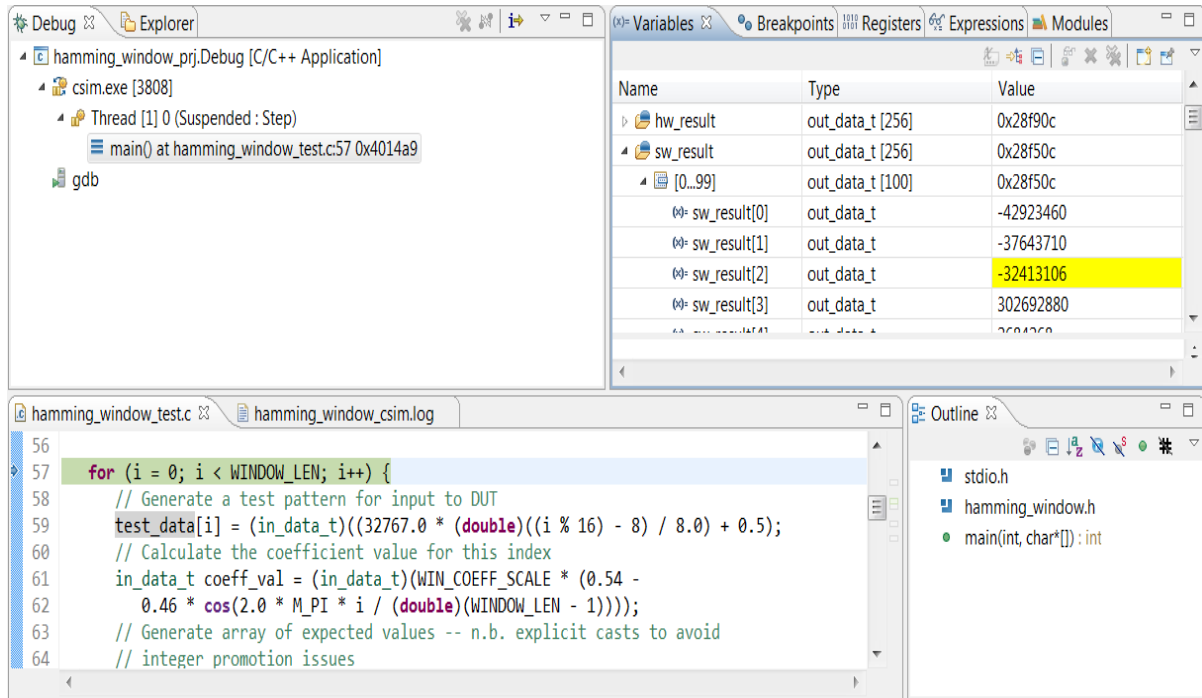 Debug Explorer
hamming_window_prj.Debug [C/C++ Application]
csim.exe [3808]
Thread [1] 0 (Suspended : Step)
main() at hamming_window_test.c:57 0x4014a9
gdb
(x)= Variables Breakpoints 1010 0101 Registers Expressions Modules
Name Type Value
hw_result out_data_t [256] 0x28f90c
sw_result out_data_t [256] 0x28f50c
[0...99] out_data_t [100] 0x28f50c
(x)= sw_result[0] out_data_t -42923460
(x)= sw_result[1] out_data_t -37643710
(x)= sw_result[2] out_data_t -32413106
(x)= sw_result[3] out_data_t 302692880
hamming_window_test.c hamming_window_csim.log
56
57 for (i = 0; i < WINDOW_LEN; i++) {
58 // Generate a test pattern for input to DUT
59 test_data[i] = (in_data_t)((32767.0 * (double)((i % 16) - 8) / 8.0) + 0.5);
60 // Calculate the coefficient value for this index
61 in_data_t coeff_val = (in_data_t)(WIN_COEFF_SCALE * (0.54 -
62 0.46 * cos(2.0 * M_PI * i / (double)(WINDOW_LEN - 1))));
63 // Generate array of expected values -- n.b. explicit casts to avoid
64 // integer promotion issues
Outline
stdio.h
hamming_window.h
main(int, char*[]) : int